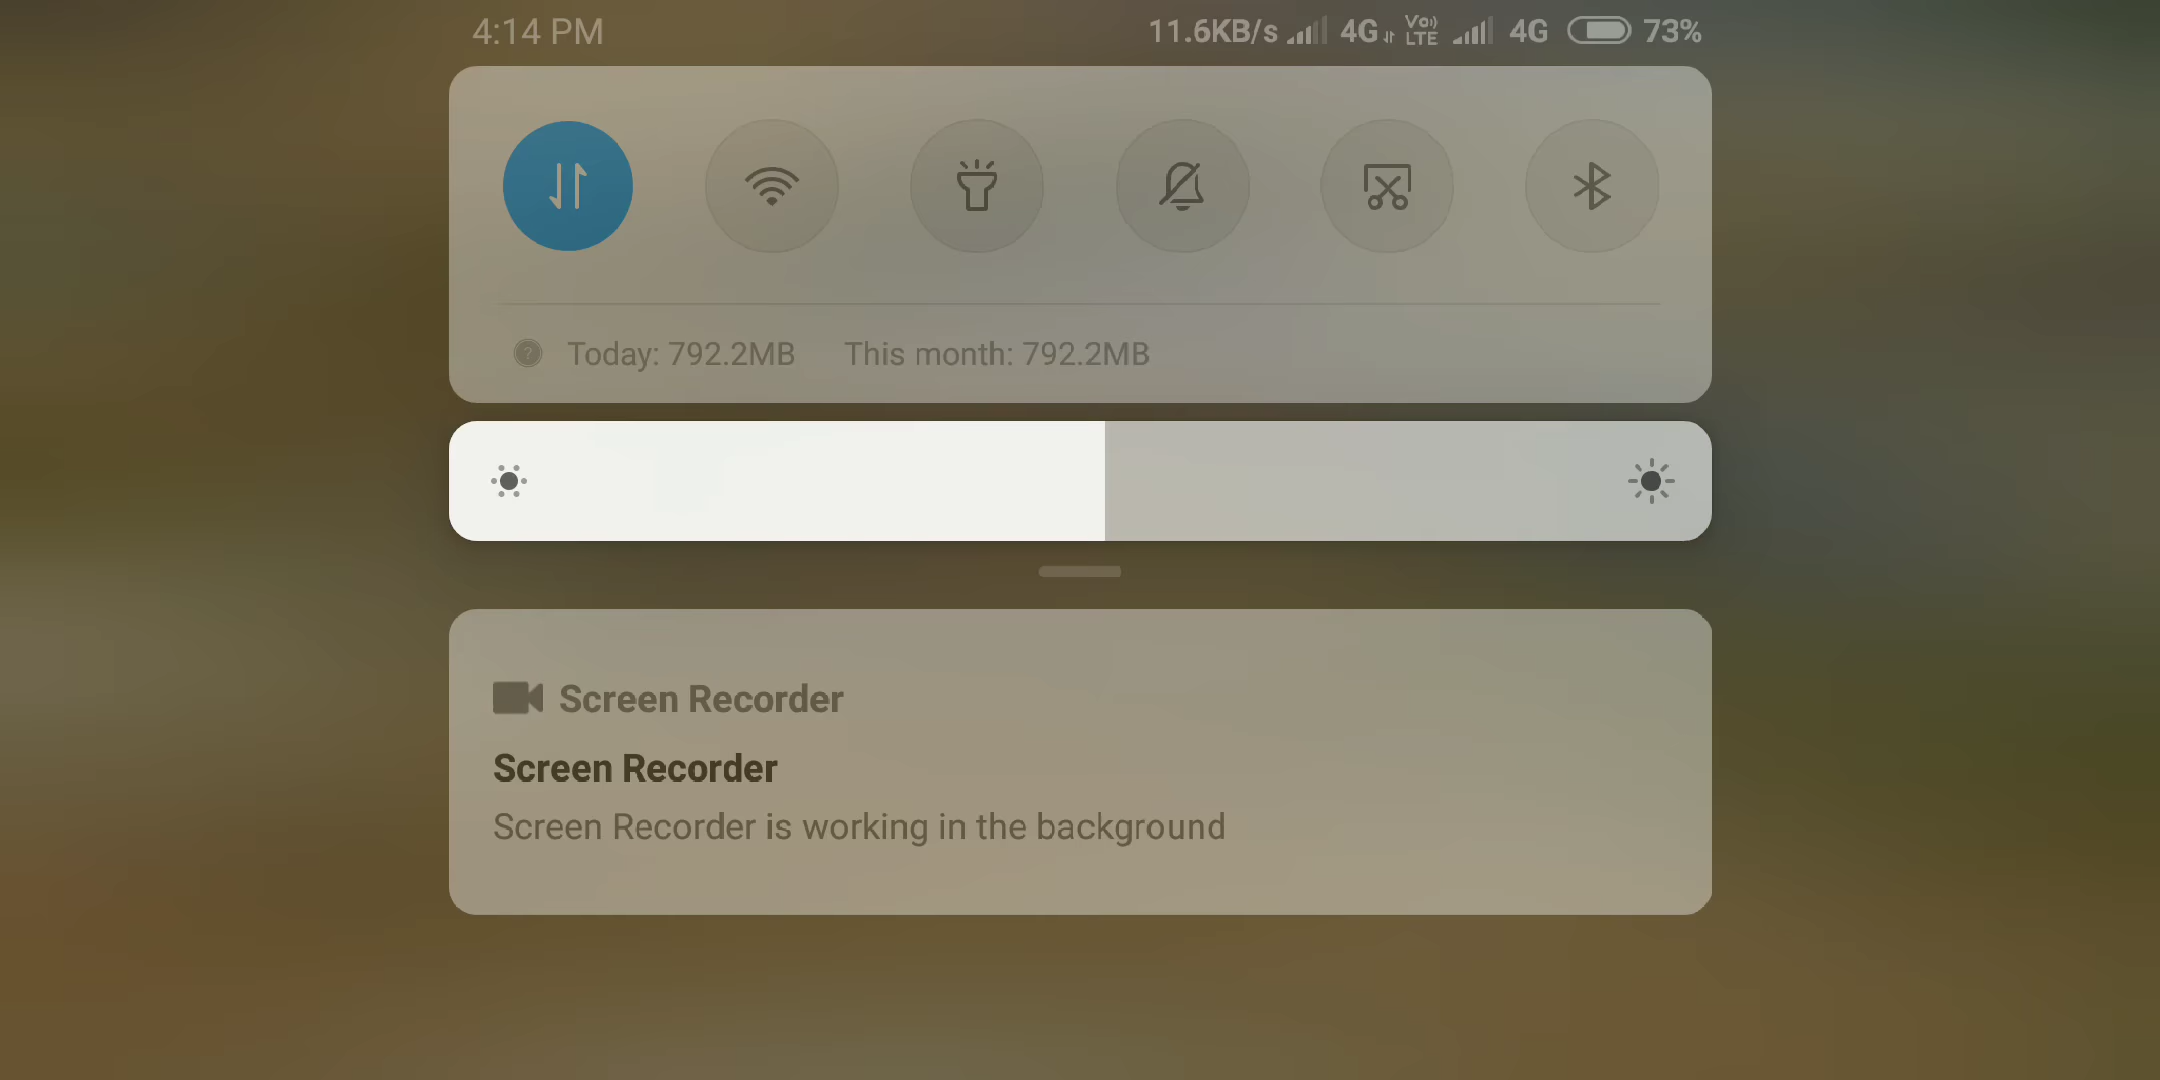 4:14 PM 11.6KB/s 4G Vo LTE 4G 73%
Today: 792.2MB This month: 792.2MB
Screen Recorder
Screen Recorder
Screen Recorder is working in the background